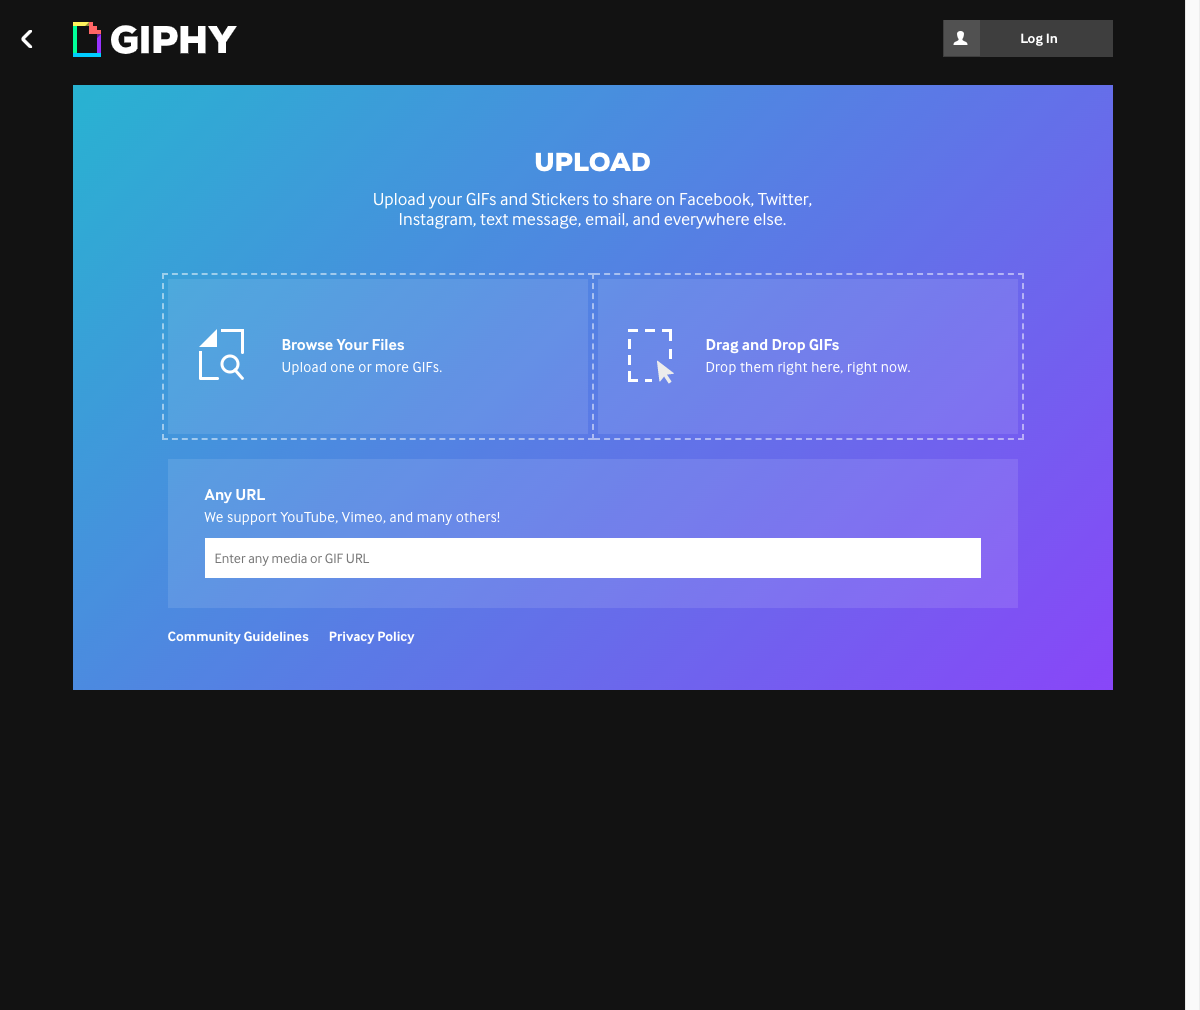 GIPHY
Log In
UPLOAD
Upload your GIFs and Stickers to share on Facebook, Twitter,
Instagram, text message, email, and everywhere else.
Browse Your Files
Upload one or more GIFs.
Drag and Drop GIFs
Drop them right here, right now.
Any URL
We support YouTube, Vimeo, and many others!
Enter any media or GIF URL
Community Guidelines
Privacy Policy